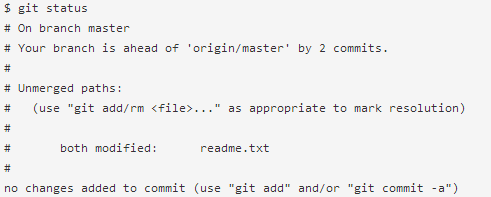 $ git status
# On branch master
# Your branch is ahead of 'origin/master' by 2 commits.
#
# Unmerged paths:
#   (use "git add/rm <file>..." as appropriate to mark resolution)
#
#       both modified:      readme.txt
#
no changes added to commit (use "git add" and/or "git commit -a")